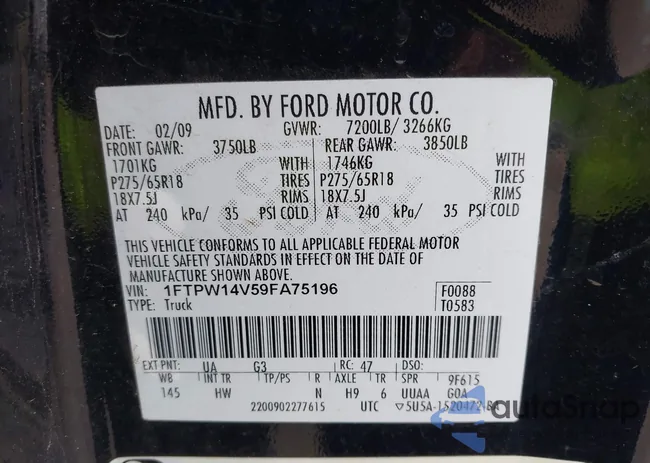 MFD. BY FORD MOTOR CO.
DATE: 02/09 GVWR: 7200LB/ 3266KG
FRONT GAWR: 3750LB REAR GAWR: 3850LB
1701KG WITH 1746KG WITH
P275/65R18 TIRES P275/65R18 TIRES
18X7.5J RIMS 18X7.5J RIMS
AT 240 kPa/ 35 PSI COLD AT 240 kPa/ 35 PSI COLD
THIS VEHICLE CONFORMS TO ALL APPLICABLE FEDERAL MOTOR
VEHICLE SAFETY STANDARDS IN EFFECT ON THE DATE OF
MANUFACTURE SHOWN ABOVE.
VIN: 1FTPW14V59FA75196 F0088
TYPE: Truck T0583
EXT PNT: UA G3 RC: 47 DSO:
WB INT TR TP/PS R AXLE TR SPR 9F615
145 HW N H9 6 UUAA G0A
2200902277615 UTC ▽5U5A-1520472-B
autoSnap